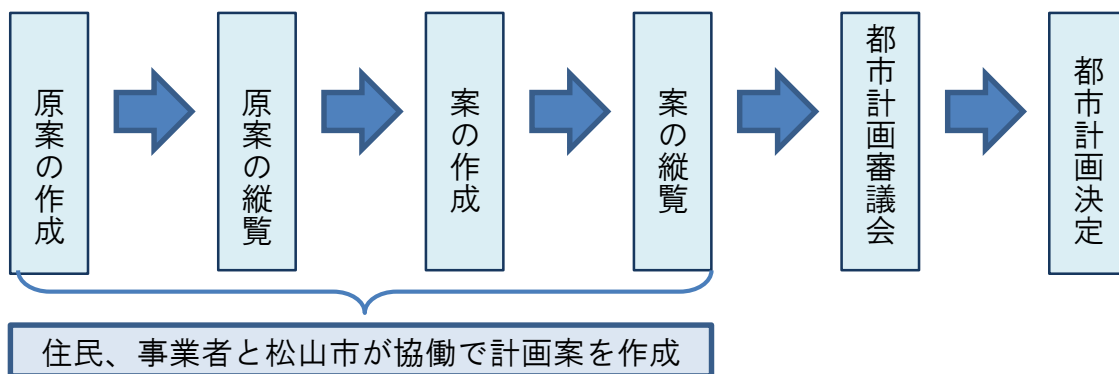 原案の作成
原案の縦覧
案の作成
案の縦覧
都市計画審議会
都市計画決定
住民、事業者と松山市が協働で計画案を作成